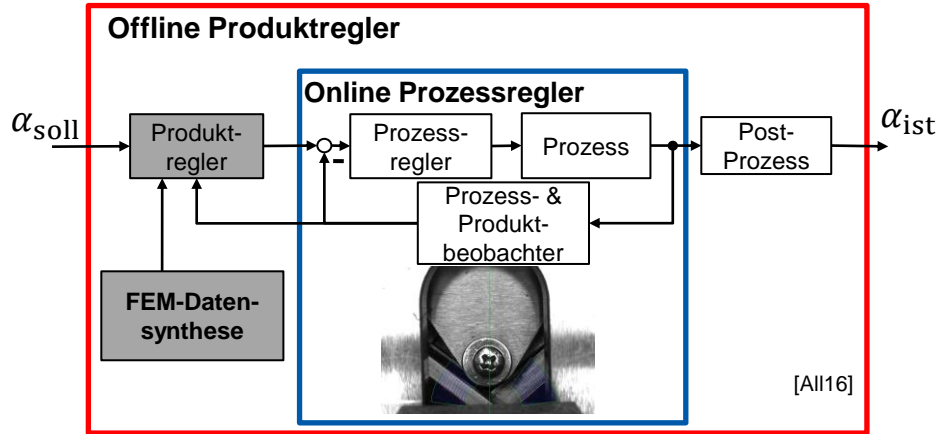 Offline Produktregler
Online Prozessregler
α_soll
Produkt-
regler
-
Prozess-
regler
Prozess
Post-
Prozess
α_ist
Prozess- &
Produkt-
beobachter
FEM-Daten-
synthese
[All16]